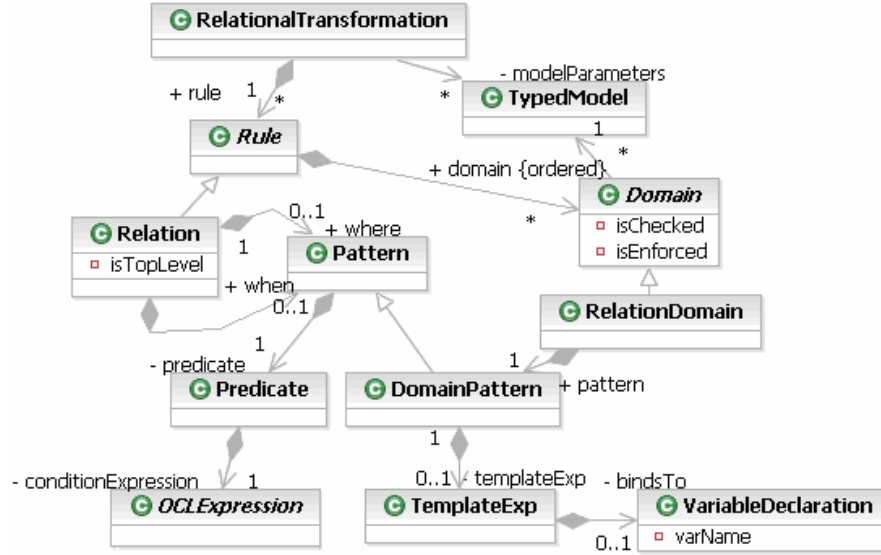 C RelationalTransformation
- modelParameters
+ rule 1 * *
C TypedModel
1
C Rule
*
+ domain {ordered}
C Domain
isChecked
isEnforced
*
0..1
+ where
C Relation
isTopLevel
1
C Pattern
+ when
0..1
C RelationDomain
1
- predicate
1
+ pattern
C Predicate
C DomainPattern
1
- conditionExpression 1
0..1 - templateExp
- bindsTo
C OCLExpression
C TemplateExp
C VariableDeclaration
varName
0..1